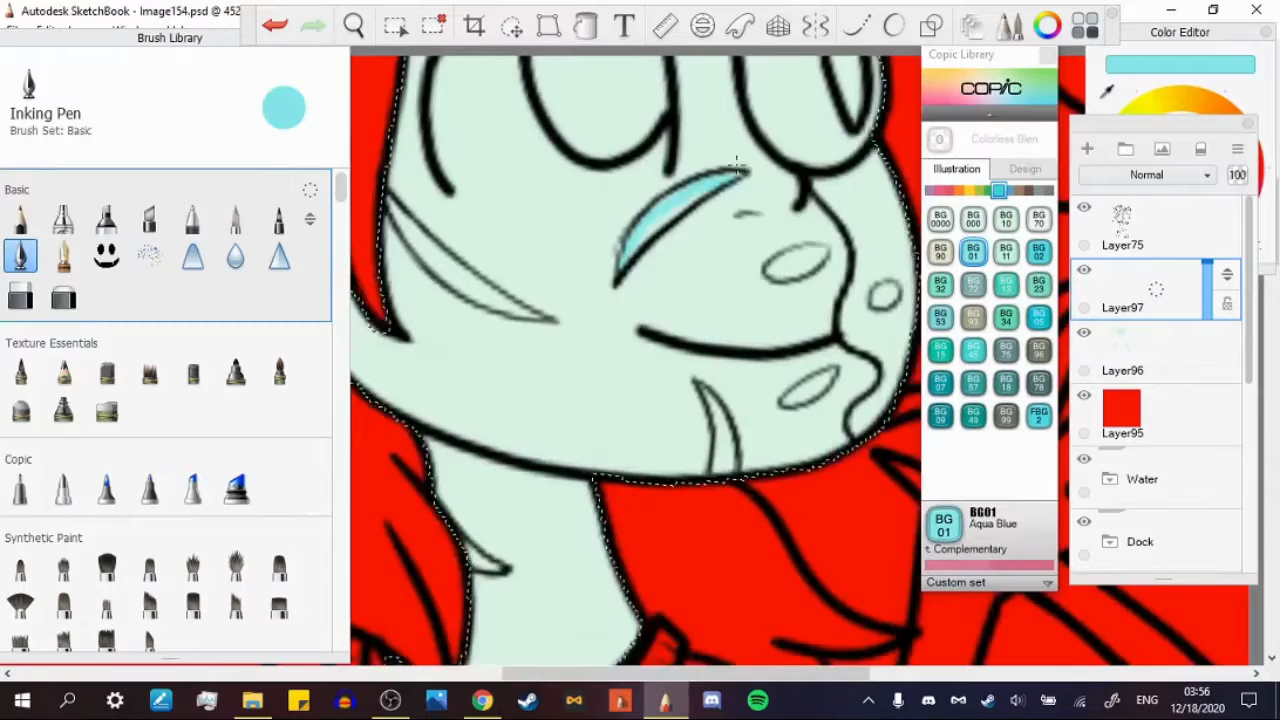 Autodesk SketchBook - Image154.psd @ 452
Brush Library
Color Editor
Copic Library
COPIC
Inking Pen
Brush Set: Basic
0
Illustration
Design
Normal
100
Basic
BG 0000
BG 000
BG 10
BG 70
BG 90
BG 01
BG 11
BG 02
BG 32
BG 72
BG 13
BG 23
BG 53
BG 93
BG 34
BG 05
BG 15
BG 45
BG 75
BG 96
BG 07
BG 57
BG 18
BG 78
BG 09
BG 49
BG 99
FBG 2
Layer75
Layer97
Layer96
Layer95
Water
Dock
Texture Essentials
Copic
Synthetic Paint
BG 01
BG01
Aqua Blue
Complementary
Custom set
ENG
03:56
12/18/2020